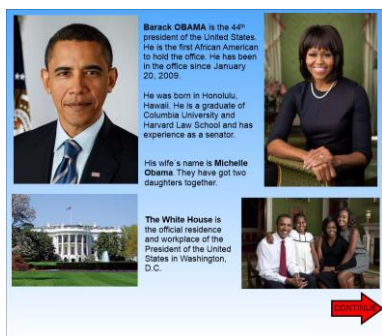 Barack OBAMA is the 44th
president of the United States.
He is the first African American
to hold the office. He has been
in the office since January
20, 2009.
He was born in Honolulu,
Hawaii. He is a graduate of
Columbia University and
Harvard Law School and has
experience as a senator.
His wife´s name is Michelle
Obama. They have got two
daughters together.
The White House is
the official residence
and workplace of the
President of the United
States in Washington,
D.C.
CONTINUE